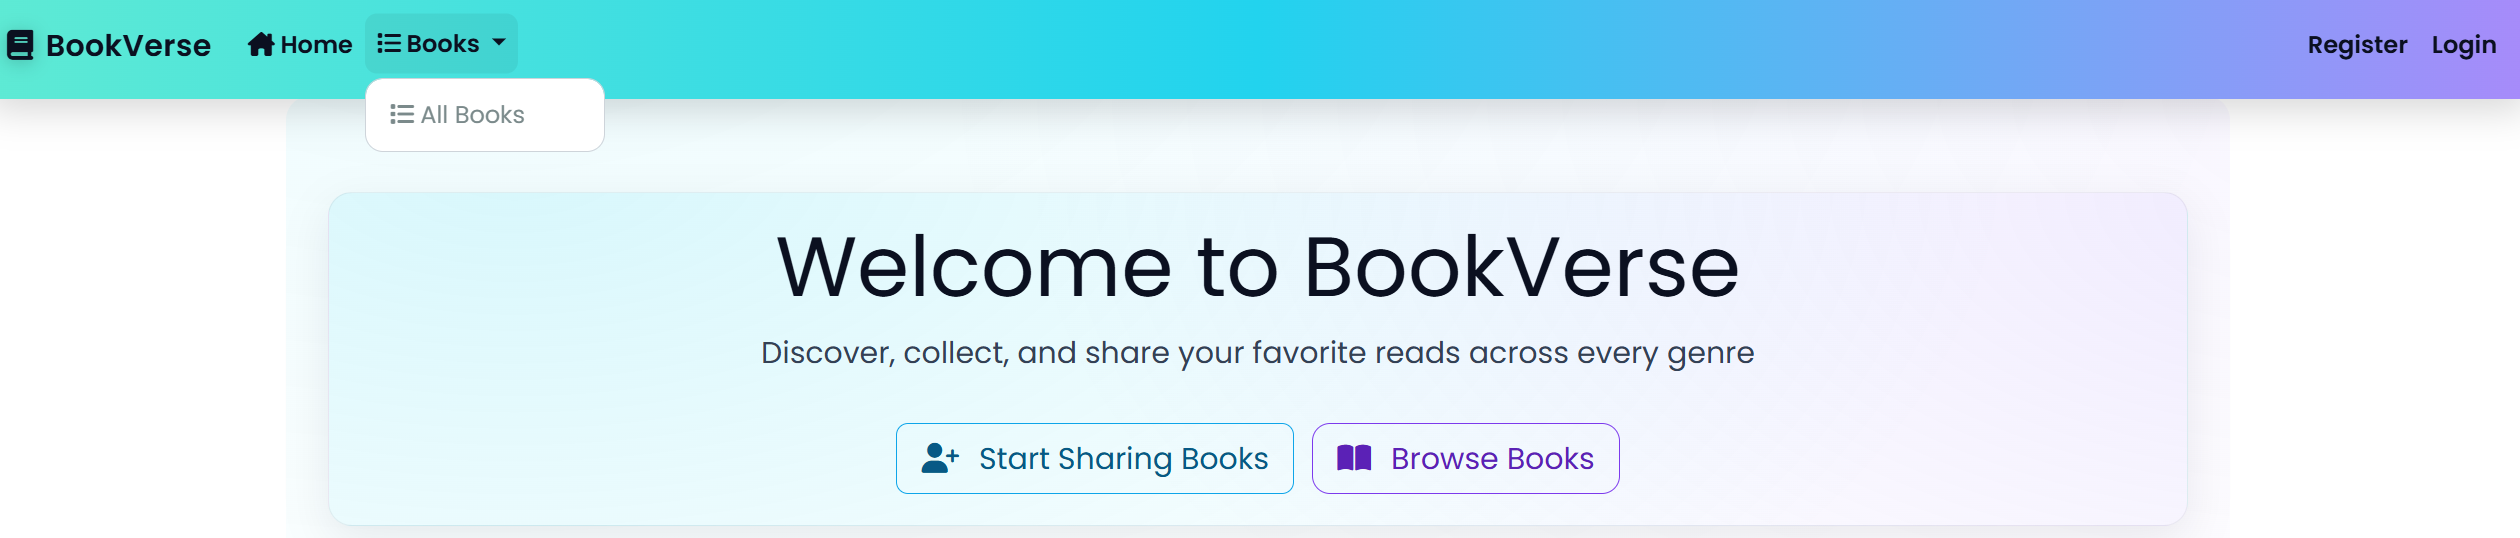 BookVerse Home Books Register Login
All Books
Welcome to BookVerse
Discover, collect, and share your favorite reads across every genre
Start Sharing Books Browse Books